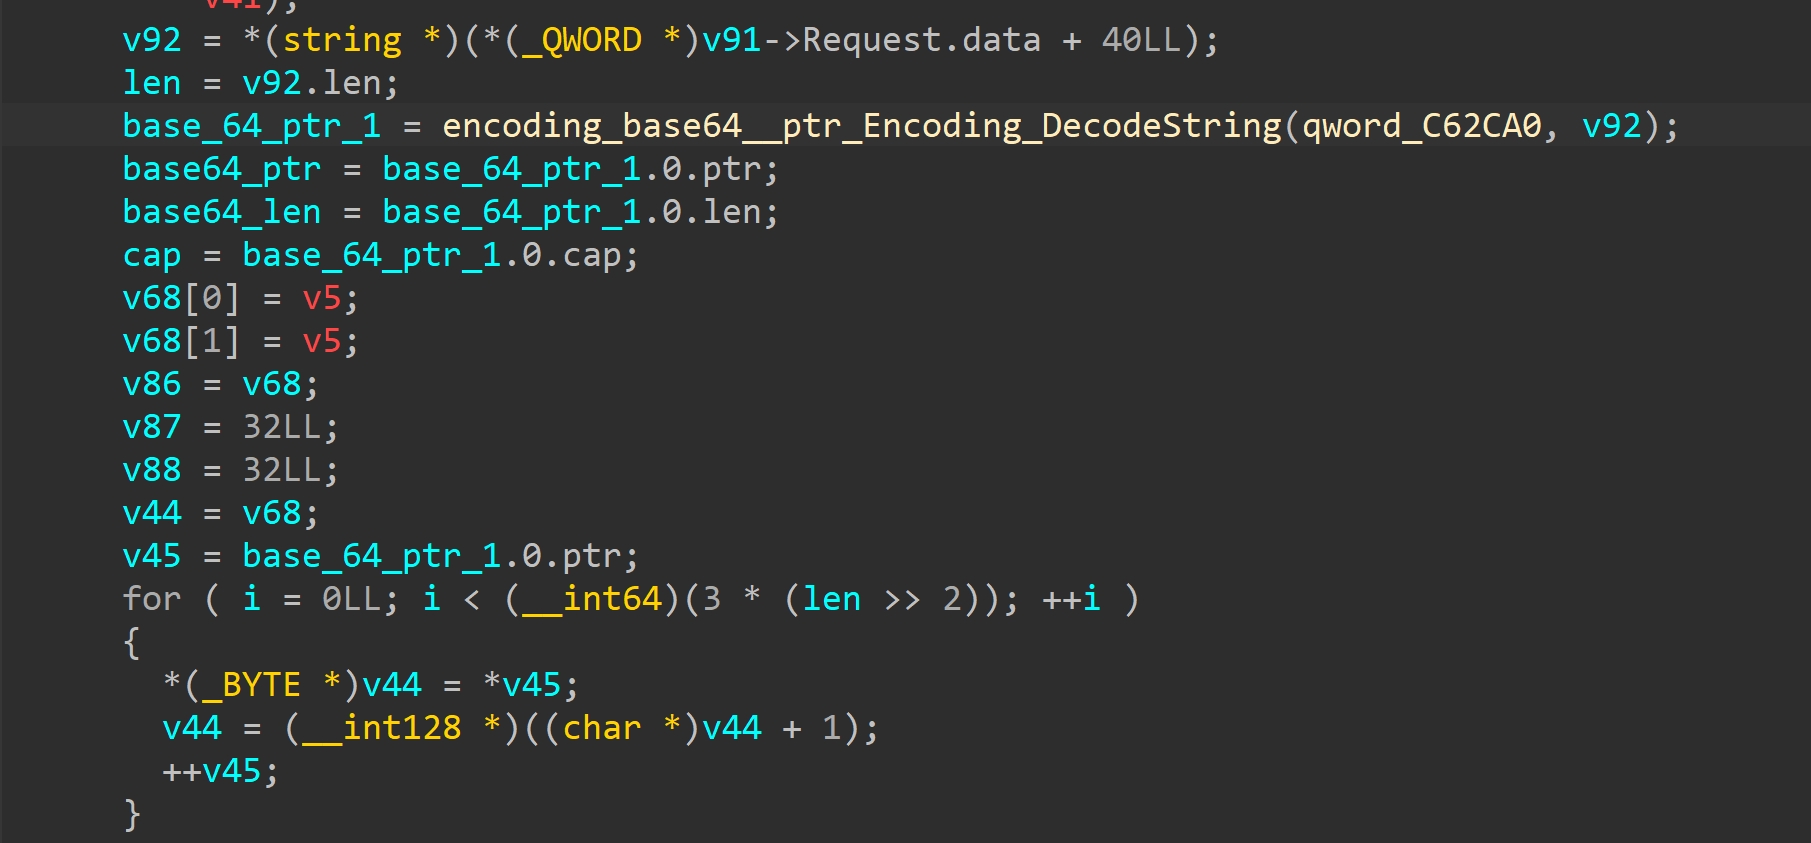 v41);
v92 = *(string *)(*(_QWORD *)v91->Request.data + 40LL);
len = v92.len;
base_64_ptr_1 = encoding_base64__ptr_Encoding_DecodeString(qword_C62CA0, v92);
base64_ptr = base_64_ptr_1.0.ptr;
base64_len = base_64_ptr_1.0.len;
cap = base_64_ptr_1.0.cap;
v68[0] = v5;
v68[1] = v5;
v86 = v68;
v87 = 32LL;
v88 = 32LL;
v44 = v68;
v45 = base_64_ptr_1.0.ptr;
for ( i = 0LL; i < (__int64)(3 * (len >> 2)); ++i )
{
*(_BYTE *)v44 = *v45;
v44 = (__int128 *)((char *)v44 + 1);
++v45;
}